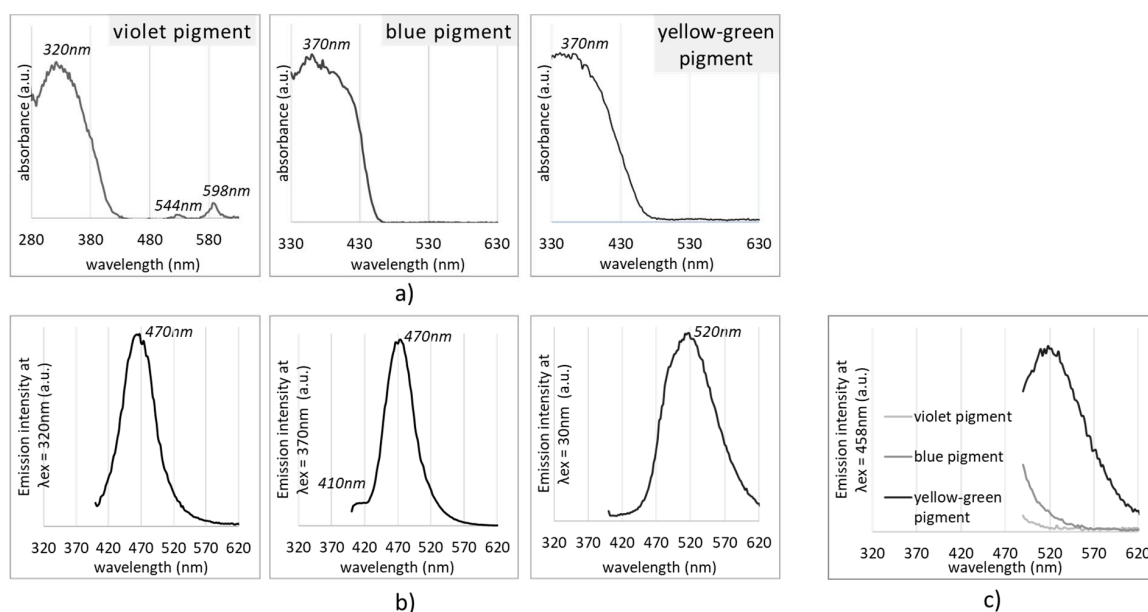 violet pigment
320nm
absorbance (a.u.)
544nm
598nm
280 380 480 580
wavelength (nm)
blue pigment
370nm
absorbance (a.u.)
330 430 530 630
wavelength (nm)
yellow-green
pigment
370nm
absorbance (a.u.)
330 430 530 630
wavelength (nm)
a)
470nm
Emission intensity at
λex = 320nm (a.u.)
320 370 420 470 520 570 620
wavelength (nm)
470nm
410nm
Emission intensity at
λex = 370nm (a.u.)
320 370 420 470 520 570 620
wavelength (nm)
520nm
Emission intensity at
λex = 30nm (a.u.)
320 370 420 470 520 570 620
wavelength (nm)
b)
Emission intensity at
λex = 458nm (a.u.)
violet pigment
blue pigment
yellow-green
pigment
320 370 420 470 520 570 620
wavelength (nm)
c)